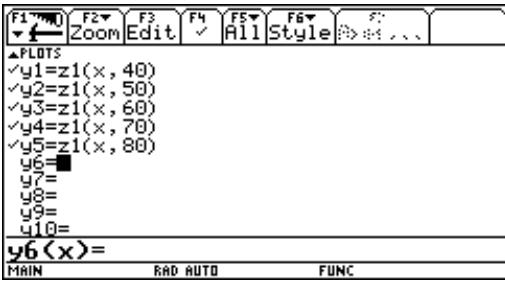 F1 F2 F3 F4 F5 F6 F7
Zoom Edit ✓ All Style
▲PLOTS
✓y1=z1(x,40)
✓y2=z1(x,50)
✓y3=z1(x,60)
✓y4=z1(x,70)
✓y5=z1(x,80)
y6=
y7=
y8=
y9=
y10=
y6(x)=
MAIN RAD AUTO FUNC